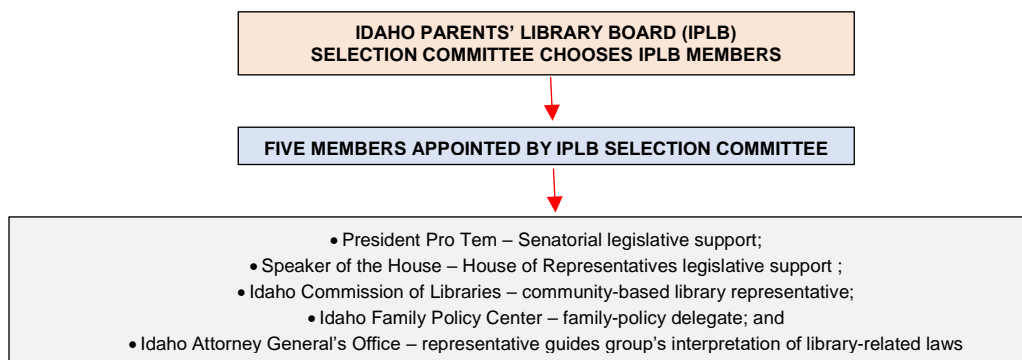 IDAHO PARENTS’ LIBRARY BOARD (IPLB)
SELECTION COMMITTEE CHOOSES IPLB MEMBERS
FIVE MEMBERS APPOINTED BY IPLB SELECTION COMMITTEE
• President Pro Tem – Senatorial legislative support;
• Speaker of the House – House of Representatives legislative support ;
• Idaho Commission of Libraries – community-based library representative;
• Idaho Family Policy Center – family-policy delegate; and
• Idaho Attorney General’s Office – representative guides group’s interpretation of library-related laws